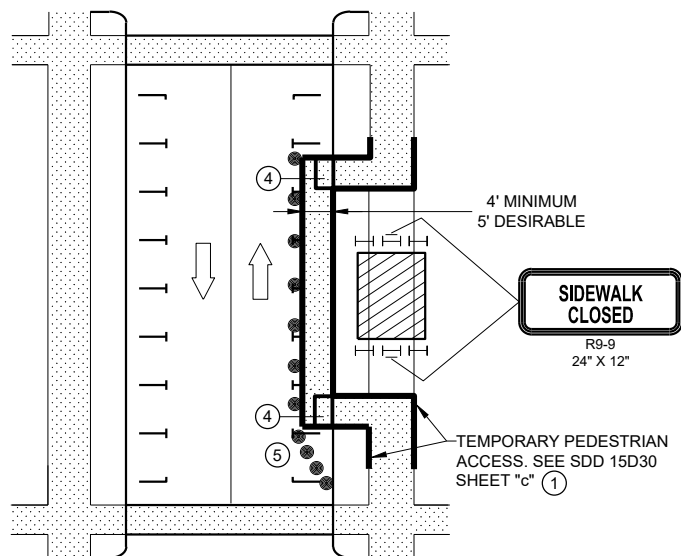 4
4' MINIMUM
5' DESIRABLE
SIDEWALK
CLOSED
R9-9
24" X 12"
4
5
TEMPORARY PEDESTRIAN
ACCESS. SEE SDD 15D30
SHEET "c" 1